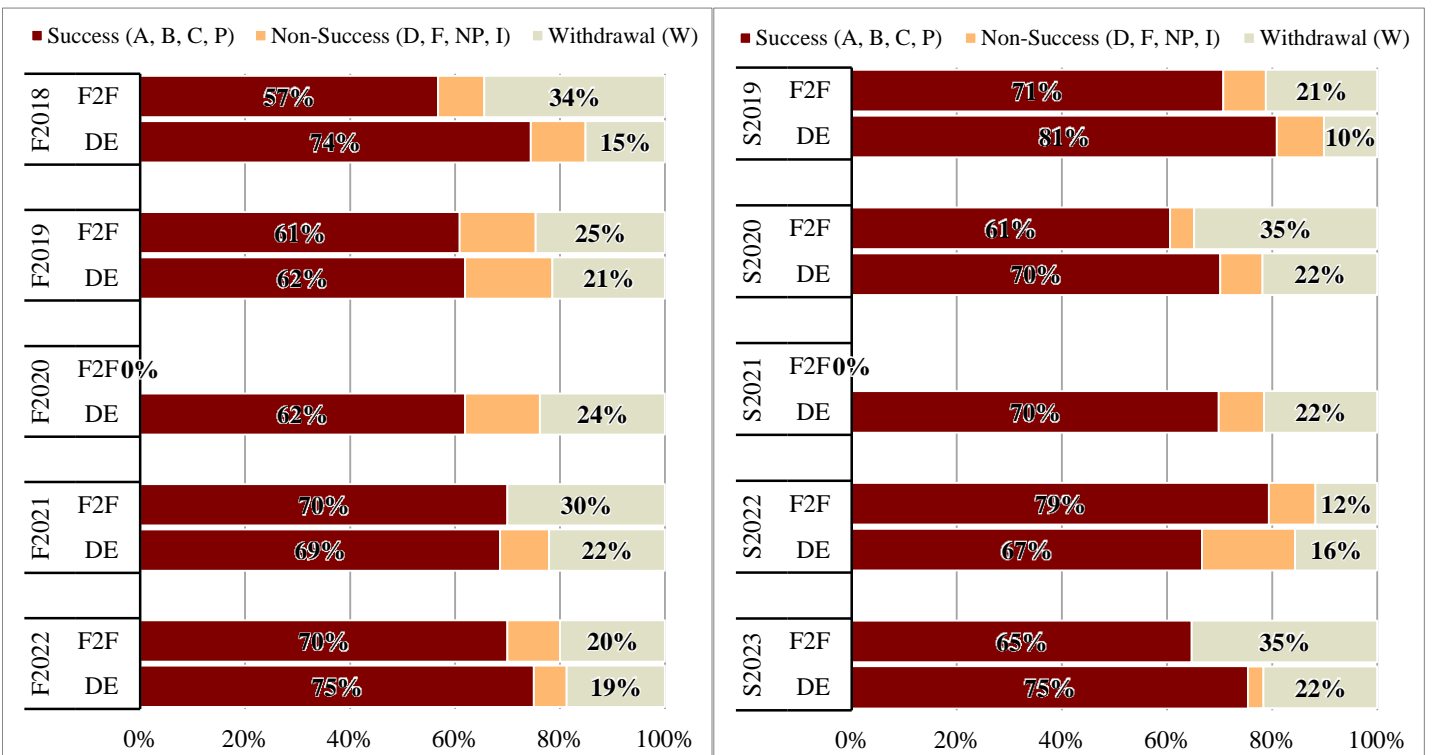 Success (A, B, C, P) Non-Success (D, F, NP, I) Withdrawal (W)
F2018
F2F 57% 34%
DE 74% 15%
F2019
F2F 61% 25%
DE 62% 21%
F2020
F2F 0%
DE 62% 24%
F2021
F2F 70% 30%
DE 69% 22%
F2022
F2F 70% 20%
DE 75% 19%
0% 20% 40% 60% 80% 100%
Success (A, B, C, P) Non-Success (D, F, NP, I) Withdrawal (W)
S2019
F2F 71% 21%
DE 81% 10%
S2020
F2F 61% 35%
DE 70% 22%
S2021
F2F 0%
DE 70% 22%
S2022
F2F 79% 12%
DE 67% 16%
S2023
F2F 65% 35%
DE 75% 22%
0% 20% 40% 60% 80% 100%